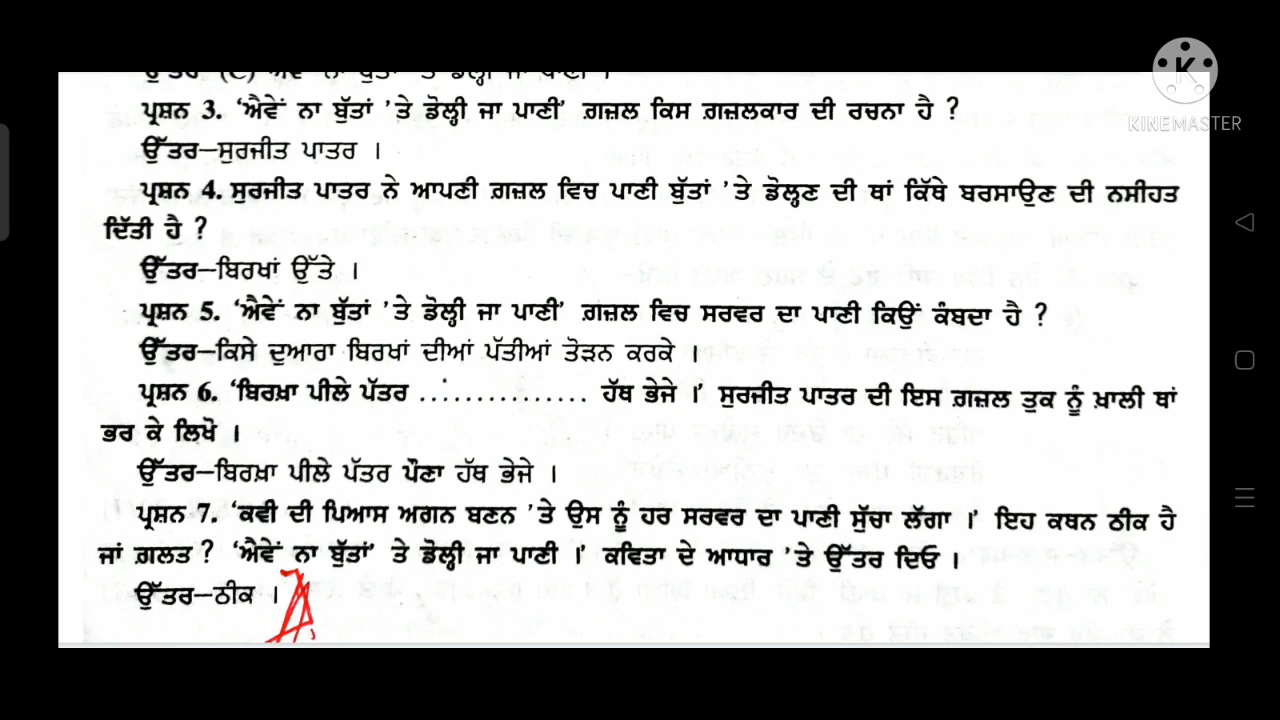 KINEMASTER
ਪ੍ਰਸ਼ਨ 3. ‘ਐਵੇਂ ਨਾ ਬੁੱਤਾਂ ’ਤੇ ਡੋਲ੍ਹੀ ਜਾ ਪਾਣੀ’ ਗ਼ਜ਼ਲ ਕਿਸ ਗ਼ਜ਼ਲਕਾਰ ਦੀ ਰਚਨਾ ਹੈ ?
ਉੱਤਰ—ਸੁਰਜੀਤ ਪਾਤਰ ।
ਪ੍ਰਸ਼ਨ 4. ਸੁਰਜੀਤ ਪਾਤਰ ਨੇ ਆਪਣੀ ਗ਼ਜ਼ਲ ਵਿਚ ਪਾਣੀ ਬੁੱਤਾਂ ’ਤੇ ਡੋਲ੍ਹਣ ਦੀ ਥਾਂ ਕਿੱਥੇ ਬਰਸਾਉਣ ਦੀ ਨਸੀਹਤ
ਦਿੱਤੀ ਹੈ ?
ਉੱਤਰ—ਬਿਰਖਾਂ ਉੱਤੇ ।
ਪ੍ਰਸ਼ਨ 5. ‘ਐਵੇਂ ਨਾ ਬੁੱਤਾਂ ’ਤੇ ਡੋਲ੍ਹੀ ਜਾ ਪਾਣੀ’ ਗ਼ਜ਼ਲ ਵਿਚ ਸਰਵਰ ਦਾ ਪਾਣੀ ਕਿਉਂ ਕੰਬਦਾ ਹੈ ?
ਉੱਤਰ—ਕਿਸੇ ਦੁਆਰਾ ਬਿਰਖਾਂ ਦੀਆਂ ਪੱਤੀਆਂ ਤੋੜਨ ਕਰਕੇ ।
ਪ੍ਰਸ਼ਨ 6. ‘ਬਿਰਖ਼ਾ ਪੀਲੇ ਪੱਤਰ ............... ਹੱਥ ਭੇਜੇ ।’ ਸੁਰਜੀਤ ਪਾਤਰ ਦੀ ਇਸ ਗ਼ਜ਼ਲ ਤੁਕ ਨੂੰ ਖ਼ਾਲੀ ਥਾਂ
ਭਰ ਕੇ ਲਿਖੋ ।
ਉੱਤਰ—ਬਿਰਖ਼ਾ ਪੀਲੇ ਪੱਤਰ ਪੌਣਾ ਹੱਥ ਭੇਜੇ ।
ਪ੍ਰਸ਼ਨ 7. ‘ਕਵੀ ਦੀ ਪਿਆਸ ਅਗਨ ਬਣਨ ’ਤੇ ਉਸ ਨੂੰ ਹਰ ਸਰਵਰ ਦਾ ਪਾਣੀ ਸੁੱਚਾ ਲੱਗਾ ।’ ਇਹ ਕਥਨ ਠੀਕ ਹੈ
ਜਾਂ ਗ਼ਲਤ ? ‘ਐਵੇਂ ਨਾ ਬੁੱਤਾਂ’ ਤੇ ਡੋਲ੍ਹੀ ਜਾ ਪਾਣੀ ।’ ਕਵਿਤਾ ਦੇ ਆਧਾਰ ’ਤੇ ਉੱਤਰ ਦਿਓ ।
ਉੱਤਰ—ਠੀਕ ।